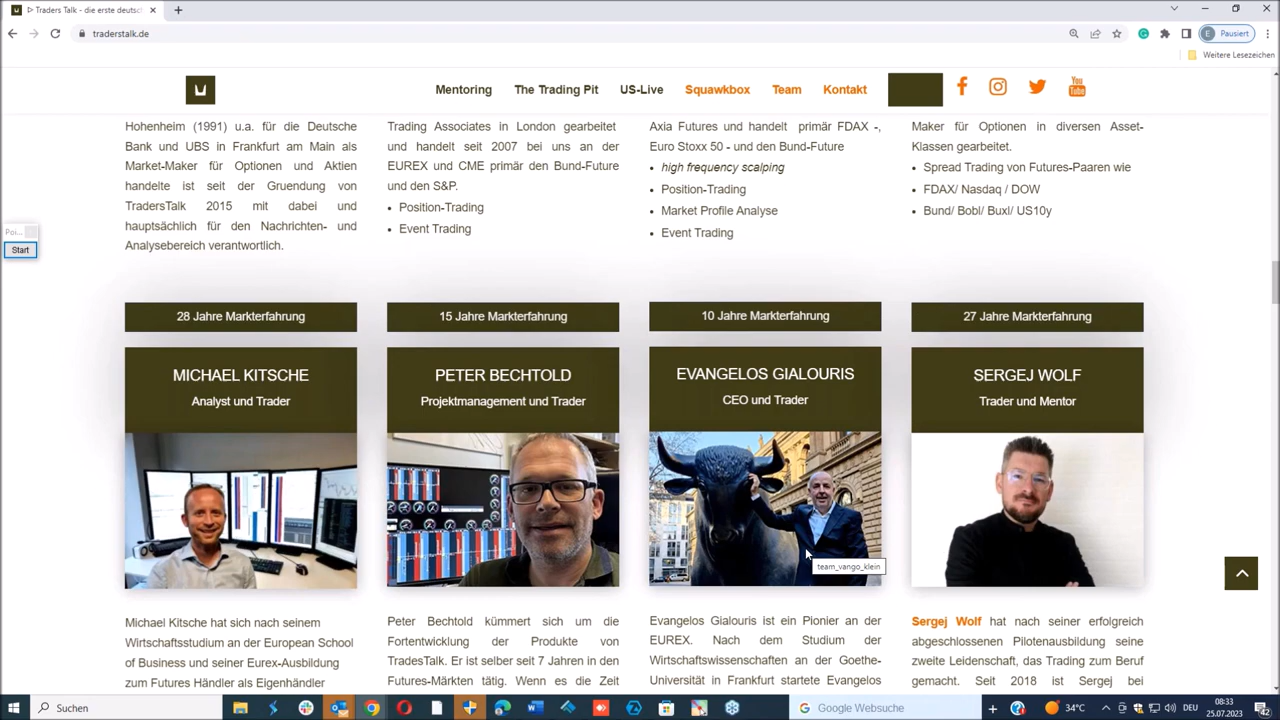 Traders Talk - die erste deutsch
traderstalk.de
E Pausiert
Weitere Lesezeichen
Mentoring
The Trading Pit
US-Live
Squawkbox
Team
Kontakt
You
Tube
Hohenheim (1991) u.a. für die Deutsche
Bank und UBS in Frankfurt am Main als
Market-Maker für Optionen und Aktien
handelte ist seit der Gruendung von
TradersTalk 2015 mit dabei und
hauptsächlich für den Nachrichten- und
Analysebereich verantwortlich.
Trading Associates in London gearbeitet
und handelt seit 2007 bei uns an der
EUREX und CME primär den Bund-Future
und den S&P.
• Position-Trading
• Event Trading
Axia Futures und handelt primär FDAX -,
Euro Stoxx 50 - und den Bund-Future
• high frequency scalping
• Position-Trading
• Market Profile Analyse
• Event Trading
Maker für Optionen in diversen Asset-
Klassen gearbeitet.
• Spread Trading von Futures-Paaren wie
• FDAX/ Nasdaq / DOW
• Bund/ Bobl/ Buxl/ US10y
Poi...
Start
28 Jahre Markterfahrung
15 Jahre Markterfahrung
10 Jahre Markterfahrung
27 Jahre Markterfahrung
MICHAEL KITSCHE
Analyst und Trader
PETER BECHTOLD
Projektmanagement und Trader
EVANGELOS GIALOURIS
CEO und Trader
SERGEJ WOLF
Trader und Mentor
team_vango_klein
Michael Kitsche hat sich nach seinem
Wirtschaftsstudium an der European School
of Business und seiner Eurex-Ausbildung
zum Futures Händler als Eigenhändler
Peter Bechtold kümmert sich um die
Fortentwicklung der Produkte von
TradesTalk. Er ist selber seit 7 Jahren in den
Futures-Märkten tätig. Wenn es die Zeit
Evangelos Gialouris ist ein Pionier an der
EUREX. Nach dem Studium der
Wirtschaftswissenschaften an der Goethe-
Universität in Frankfurt startete Evangelos
Sergej Wolf hat nach seiner erfolgreich
abgeschlossenen Pilotenausbildung seine
zweite Leidenschaft, das Trading zum Beruf
gemacht. Seit 2018 ist Sergej bei
Suchen
Google Websuche
34°C
DEU
08:33
25.07.2023
42